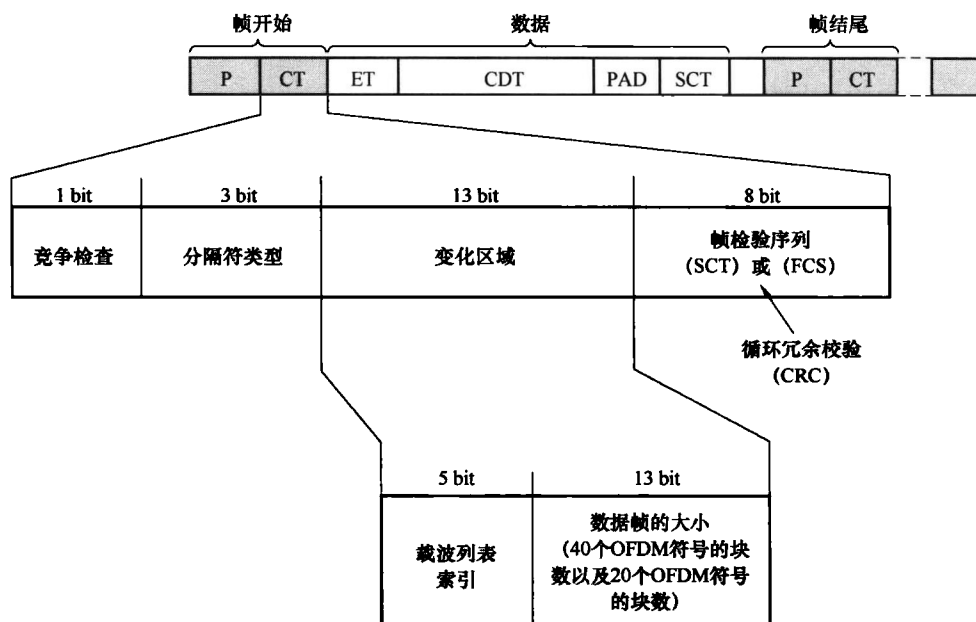 帧开始 数据 帧结尾
P CT ET CDT PAD SCT P CT
1 bit 3 bit 13 bit 8 bit
竞争检查 分隔符类型 变化区域 帧检验序列
(SCT)或(FCS)
循环冗余校验
(CRC)
5 bit 13 bit
载波列表
索引
数据帧的大小
(40个OFDM符号的块
数以及20个OFDM符号
的块数)